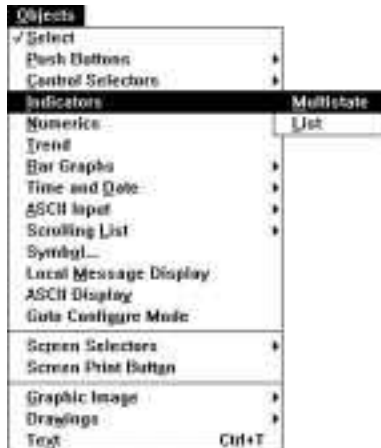 Objects
✓ Select
Push Buttons
Control Selectors
Indicators
Multistate
List
Numerics
Trend
Bar Graphs
Time and Date
ASCII Input
Scrolling List
Symbol...
Local Message Display
ASCII Display
Goto Configure Mode
Screen Selectors
Screen Print Button
Graphic Image
Drawings
Text Ctrl+T